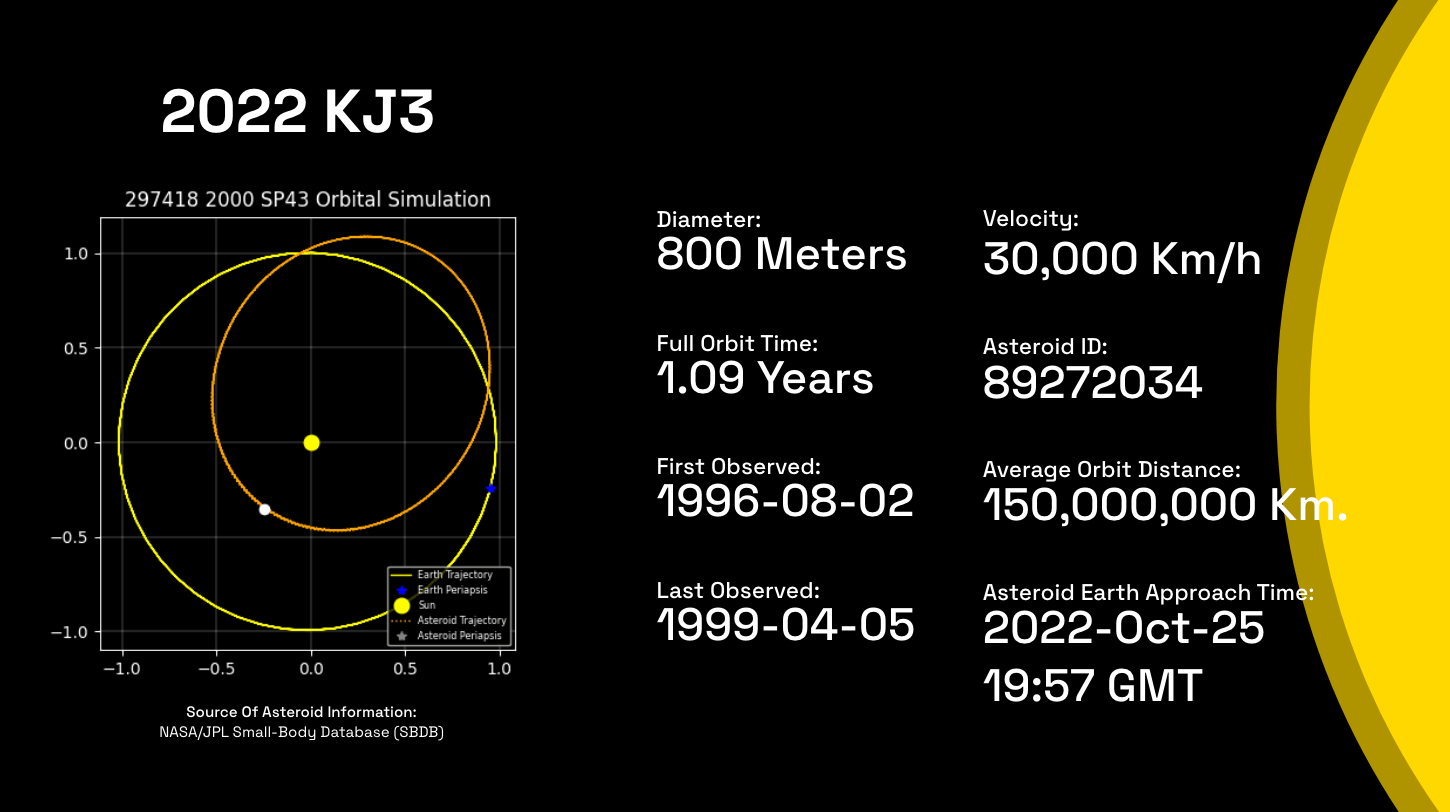 2022 KJ3
297418 2000 SP43 Orbital Simulation
1.0
0.5
0.0
−0.5
−1.0
−1.0
−0.5
0.0
0.5
1.0
Earth Trajectory
Earth Periapsis
Sun
Asteroid Trajectory
Asteroid Periapsis
Source Of Asteroid Information:
NASA/JPL Small-Body Database (SBDB)
Diameter:
800 Meters
Full Orbit Time:
1.09 Years
First Observed:
1996-08-02
Last Observed:
1999-04-05
Velocity:
30,000 Km/h
Asteroid ID:
89272034
Average Orbit Distance:
150,000,000 Km.
Asteroid Earth Approach Time:
2022-Oct-25
19:57 GMT